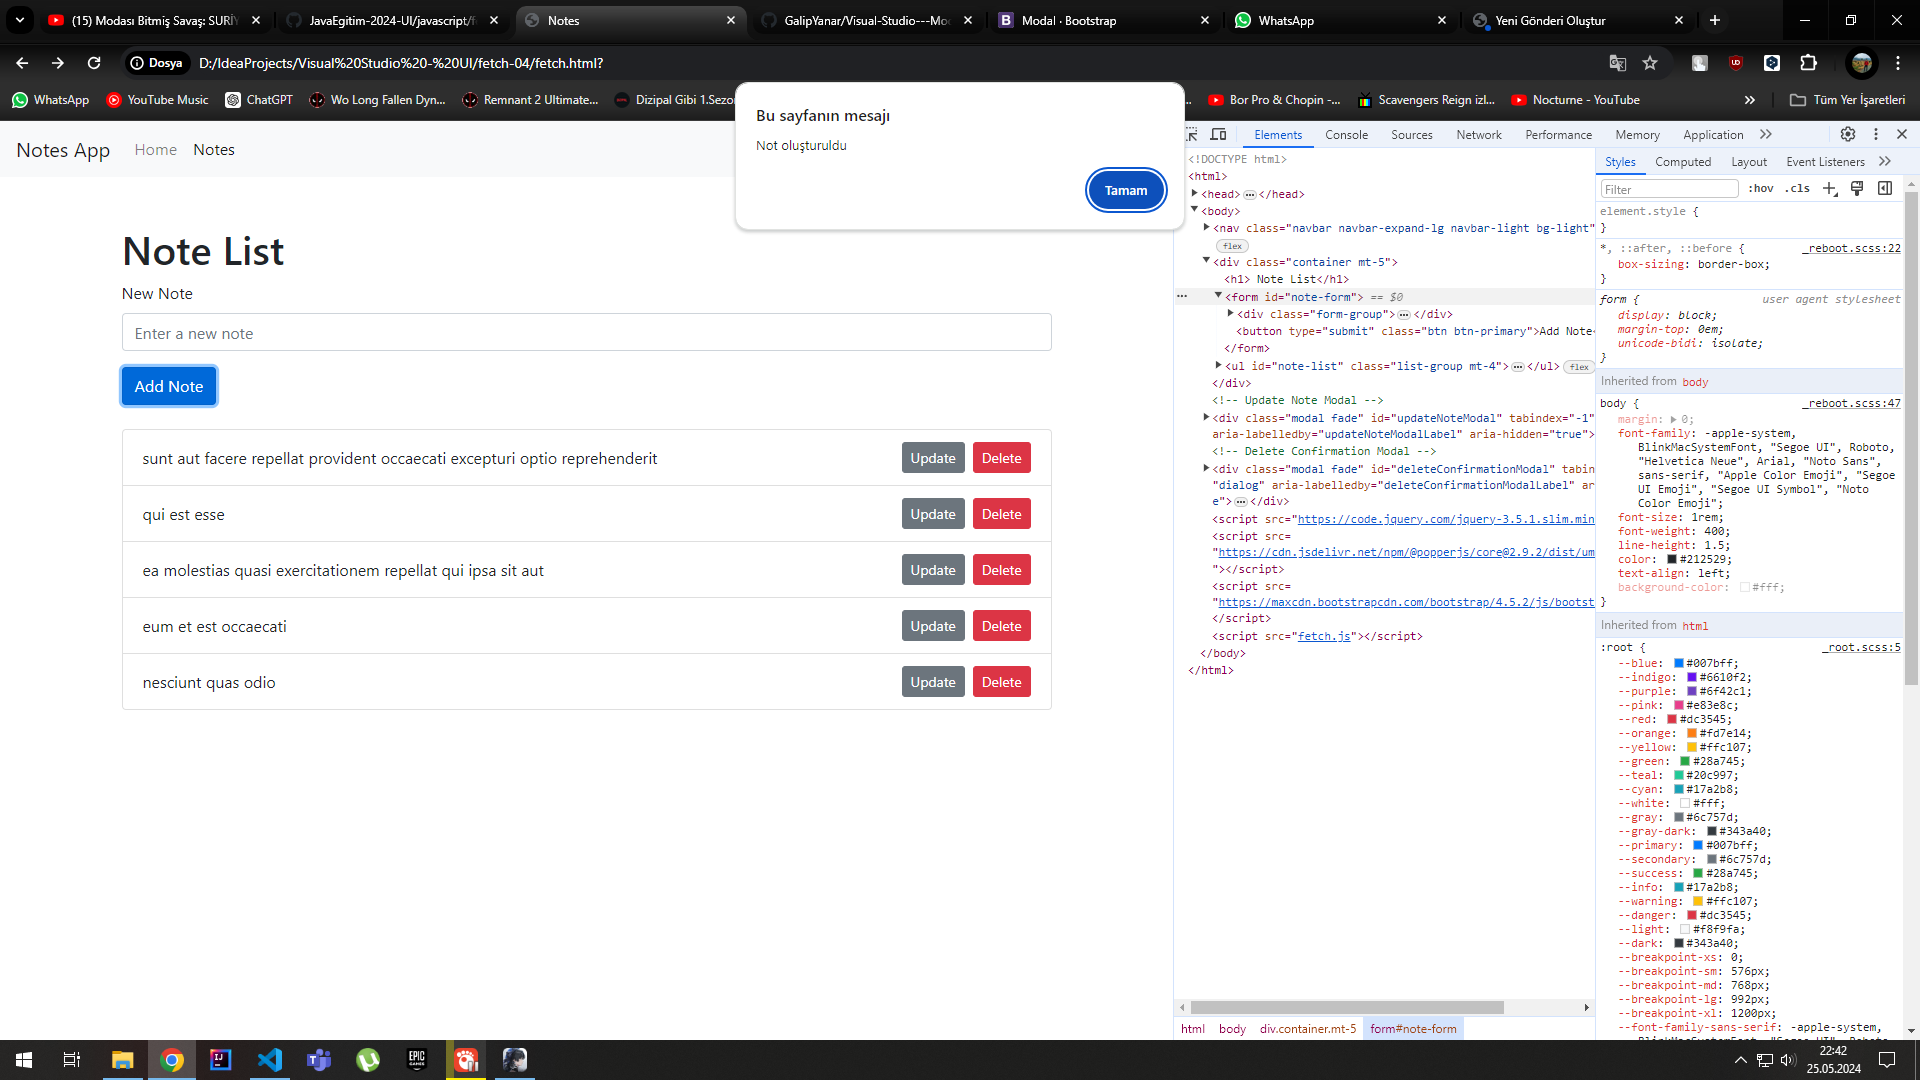 (15) Modası Bitmiş Savaş: SURİY
JavaEgitim-2024-UI/javascript/f
Notes
GalipYanar/Visual-Studio---Mod
Modal · Bootstrap
WhatsApp
Yeni Gönderi Oluştur
Dosya
D:/IdeaProjects/Visual%20Studio%20-%20UI/fetch-04/fetch.html?
WhatsApp
YouTube Music
ChatGPT
Wo Long Fallen Dyn...
Remnant 2 Ultimate...
Dizipal Gibi 1.Sezo
Bor Pro & Chopin -...
Scavengers Reign izl...
Nocturne - YouTube
Tüm Yer İşaretleri
Bu sayfanın mesajı
Not oluşturuldu
Tamam
Notes App
Home
Notes
Note List
New Note
Enter a new note
Add Note
sunt aut facere repellat provident occaecati excepturi optio reprehenderit
Update
Delete
qui est esse
Update
Delete
ea molestias quasi exercitationem repellat qui ipsa sit aut
Update
Delete
eum et est occaecati
Update
Delete
nesciunt quas odio
Update
Delete
Elements
Console
Sources
Network
Performance
Memory
Application
<!DOCTYPE html>
<html>
<head> ··· </head>
<body>
<nav class="navbar navbar-expand-lg navbar-light bg-light"
flex
<div class="container mt-5">
<h1> Note List</h1>
··· <form id="note-form"> == $0
<div class="form-group"> ··· </div>
<button type="submit" class="btn btn-primary">Add Note<
</form>
<ul id="note-list" class="list-group mt-4"> ··· </ul> flex
</div>
<!-- Update Note Modal -->
<div class="modal fade" id="updateNoteModal" tabindex="-1"
aria-labelledby="updateNoteModalLabel" aria-hidden="true">
<!-- Delete Confirmation Modal -->
<div class="modal fade" id="deleteConfirmationModal" tabin
"dialog" aria-labelledby="deleteConfirmationModalLabel" ar
e"> ··· </div>
<script src="https://code.jquery.com/jquery-3.5.1.slim.min
<script src=
"https://cdn.jsdelivr.net/npm/@popperjs/core@2.9.2/dist/um
"></script>
<script src=
"https://maxcdn.bootstrapcdn.com/bootstrap/4.5.2/js/bootst
</script>
<script src="fetch.js"></script>
</body>
</html>
html
body
div.container.mt-5
form#note-form
Styles
Computed
Layout
Event Listeners
Filter
:hov
.cls
element.style {
}
*, ::after, ::before { _reboot.scss:22
box-sizing: border-box;
}
form { user agent stylesheet
display: block;
margin-top: 0em;
unicode-bidi: isolate;
}
Inherited from body
body { _reboot.scss:47
margin: 0;
font-family: -apple-system,
BlinkMacSystemFont, "Segoe UI", Roboto,
"Helvetica Neue", Arial, "Noto Sans",
sans-serif, "Apple Color Emoji", "Segoe
UI Emoji", "Segoe UI Symbol", "Noto
Color Emoji";
font-size: 1rem;
font-weight: 400;
line-height: 1.5;
color: #212529;
text-align: left;
background-color: #fff;
}
Inherited from html
:root { _root.scss:5
--blue: #007bff;
--indigo: #6610f2;
--purple: #6f42c1;
--pink: #e83e8c;
--red: #dc3545;
--orange: #fd7e14;
--yellow: #ffc107;
--green: #28a745;
--teal: #20c997;
--cyan: #17a2b8;
--white: #fff;
--gray: #6c757d;
--gray-dark: #343a40;
--primary: #007bff;
--secondary: #6c757d;
--success: #28a745;
--info: #17a2b8;
--warning: #ffc107;
--danger: #dc3545;
--light: #f8f9fa;
--dark: #343a40;
--breakpoint-xs: 0;
--breakpoint-sm: 576px;
--breakpoint-md: 768px;
--breakpoint-lg: 992px;
--breakpoint-xl: 1200px;
--font-family-sans-serif: -apple-system,
BlinkMacSystemFont, "Segoe UI", Roboto,
22:42
25.05.2024